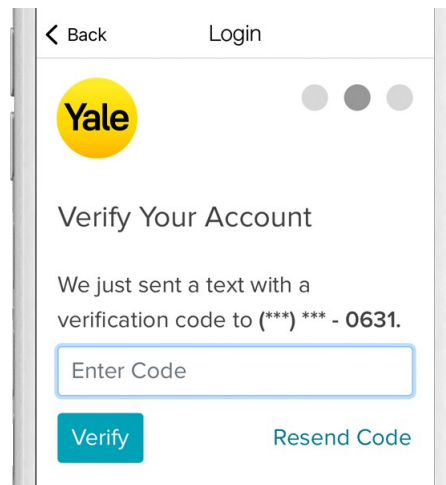 Back
Login
Yale
Verify Your Account
We just sent a text with a
verification code to (***) *** - 0631.
Enter Code
Verify
Resend Code